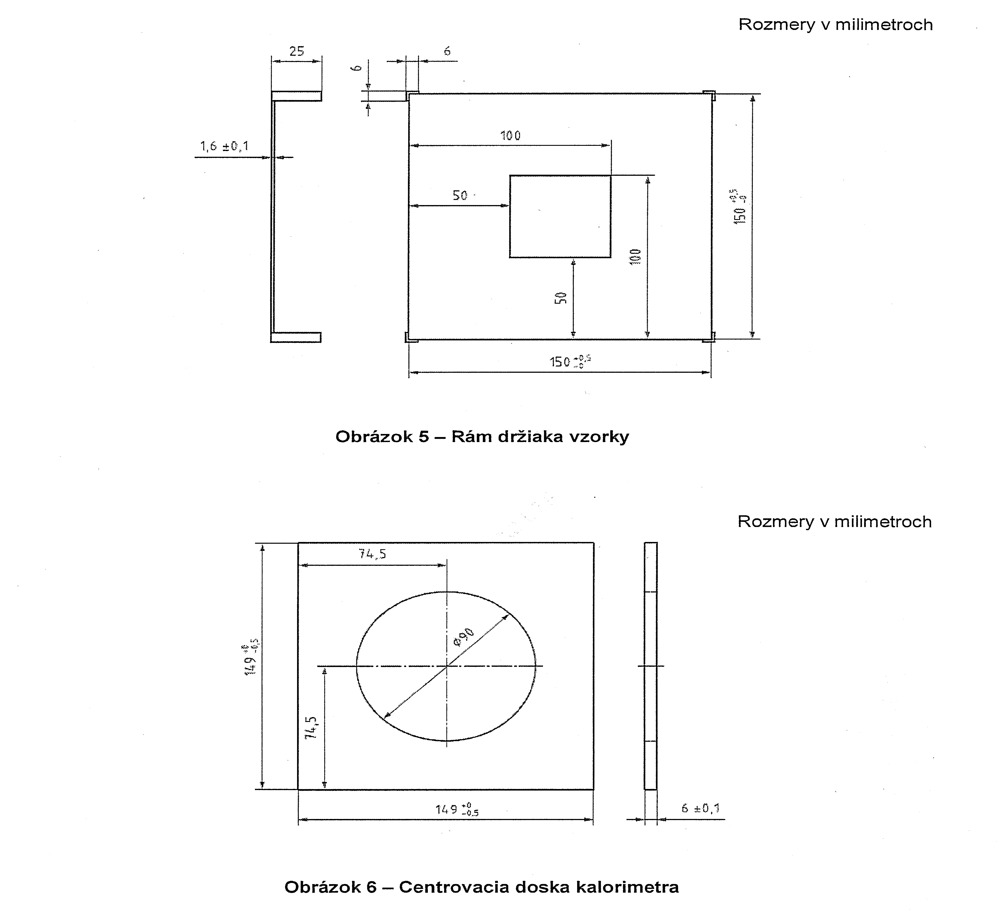 Rozmery v milimetroch
25
6
6
1,6 ±0,1
100
50
150 +0,5 -0
100
50
150 +0,5 -0
Obrázok 5 – Rám držiaka vzorky
Rozmery v milimetroch
74,5
ø90
149 +0 -0,5
74,5
149 +0 -0,5
6 ±0,1
Obrázok 6 – Centrovacia doska kalorimetra